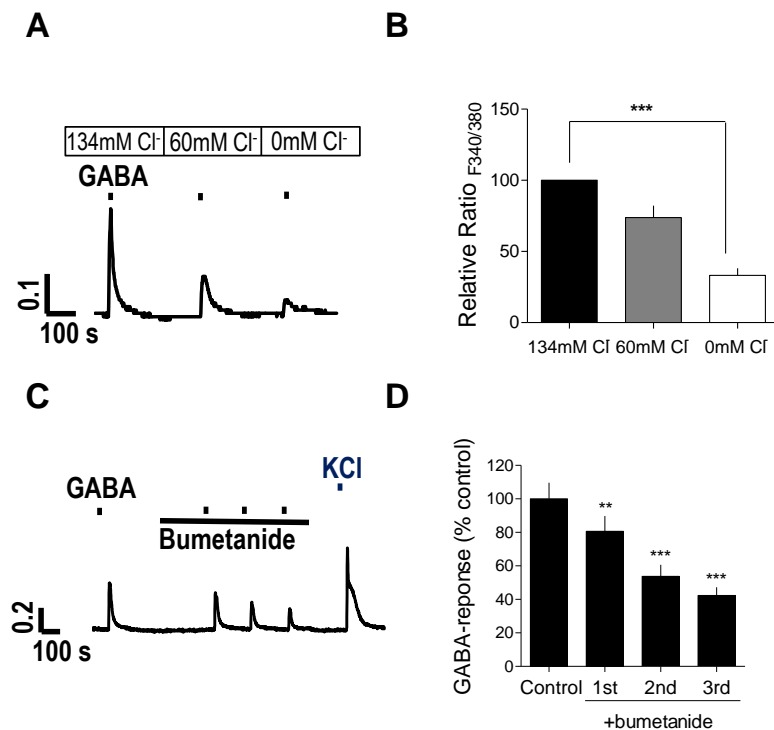 A
134mM Cl- 60mM Cl- 0mM Cl-
GABA
0.1
100 s
B
150
100
50
0
Relative Ratio F340/380
***
134mM Cl- 60mM Cl- 0mM Cl-
C
KCl
GABA
Bumetanide
0.2
100 s
D
120
100
80
60
40
20
0
GABA-reponse (% control)
**
***
***
Control 1st 2nd 3rd
+bumetanide